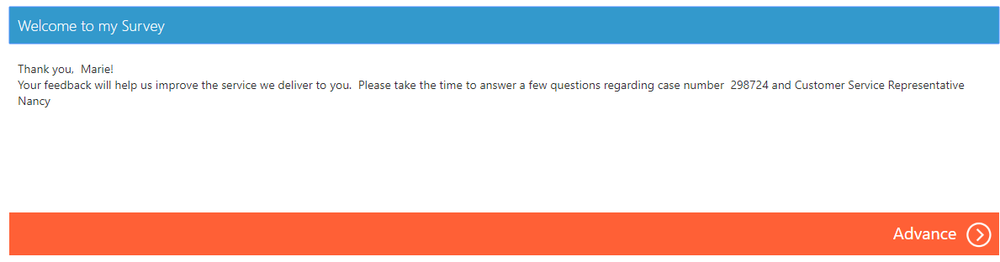 Welcome to my Survey
Thank you,  Marie!
Your feedback will help us improve the service we deliver to you.  Please take the time to answer a few questions regarding case number  298724 and Customer Service Representative
Nancy
Advance